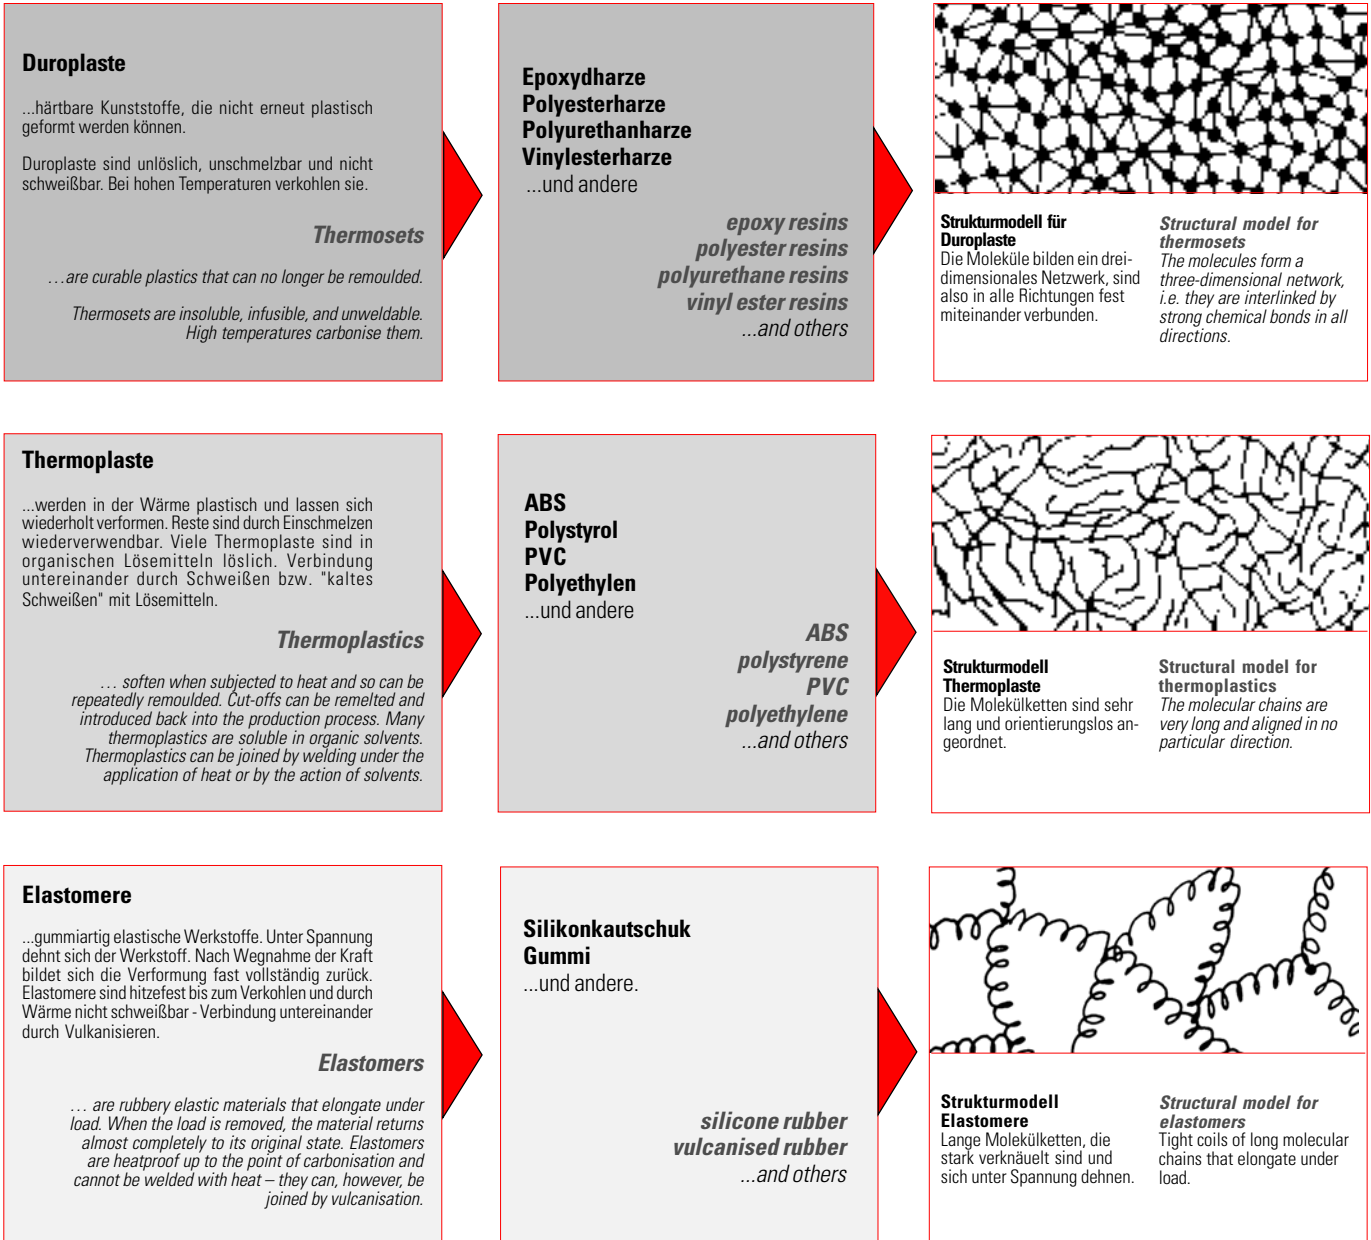 Duroplaste
...härtbare Kunststoffe, die nicht erneut plastisch
geformt werden können.
Duroplaste sind unlöslich, unschmelzbar und nicht
schweißbar. Bei hohen Temperaturen verkohlen sie.
Thermosets
…are curable plastics that can no longer be remoulded.
Thermosets are insoluble, infusible, and unweldable.
High temperatures carbonise them.
Epoxydharze
Polyesterharze
Polyurethanharze
Vinylesterharze
...und andere
epoxy resins
polyester resins
polyurethane resins
vinyl ester resins
...and others
Strukturmodell für
Duroplaste
Die Moleküle bilden ein drei-
dimensionales Netzwerk, sind
also in alle Richtungen fest
miteinander verbunden.
Structural model for
thermosets
The molecules form a
three-dimensional network,
i.e. they are interlinked by
strong chemical bonds in all
directions.
Thermoplaste
...werden in der Wärme plastisch und lassen sich
wiederholt verformen. Reste sind durch Einschmelzen
wiederverwendbar. Viele Thermoplaste sind in
organischen Lösemitteln löslich. Verbindung
untereinander durch Schweißen bzw. "kaltes
Schweißen" mit Lösemitteln.
Thermoplastics
… soften when subjected to heat and so can be
repeatedly remoulded. Cut-offs can be remelted and
introduced back into the production process. Many
thermoplastics are soluble in organic solvents.
Thermoplastics can be joined by welding under the
application of heat or by the action of solvents.
ABS
Polystyrol
PVC
Polyethylen
...und andere
ABS
polystyrene
PVC
polyethylene
...and others
Strukturmodell
Thermoplaste
Die Molekülketten sind sehr
lang und orientierungslos an-
geordnet.
Structural model for
thermoplastics
The molecular chains are
very long and aligned in no
particular direction.
Elastomere
...gummiartig elastische Werkstoffe. Unter Spannung
dehnt sich der Werkstoff. Nach Wegnahme der Kraft
bildet sich die Verformung fast vollständig zurück.
Elastomere sind hitzefest bis zum Verkohlen und durch
Wärme nicht schweißbar - Verbindung untereinander
durch Vulkanisieren.
Elastomers
… are rubbery elastic materials that elongate under
load. When the load is removed, the material returns
almost completely to its original state. Elastomers
are heatproof up to the point of carbonisation and
cannot be welded with heat – they can, however, be
joined by vulcanisation.
Silikonkautschuk
Gummi
...und andere.
silicone rubber
vulcanised rubber
...and others
Strukturmodell
Elastomere
Lange Molekülketten, die
stark verknäuelt sind und
sich unter Spannung dehnen.
Structural model for
elastomers
Tight coils of long molecular
chains that elongate under
load.